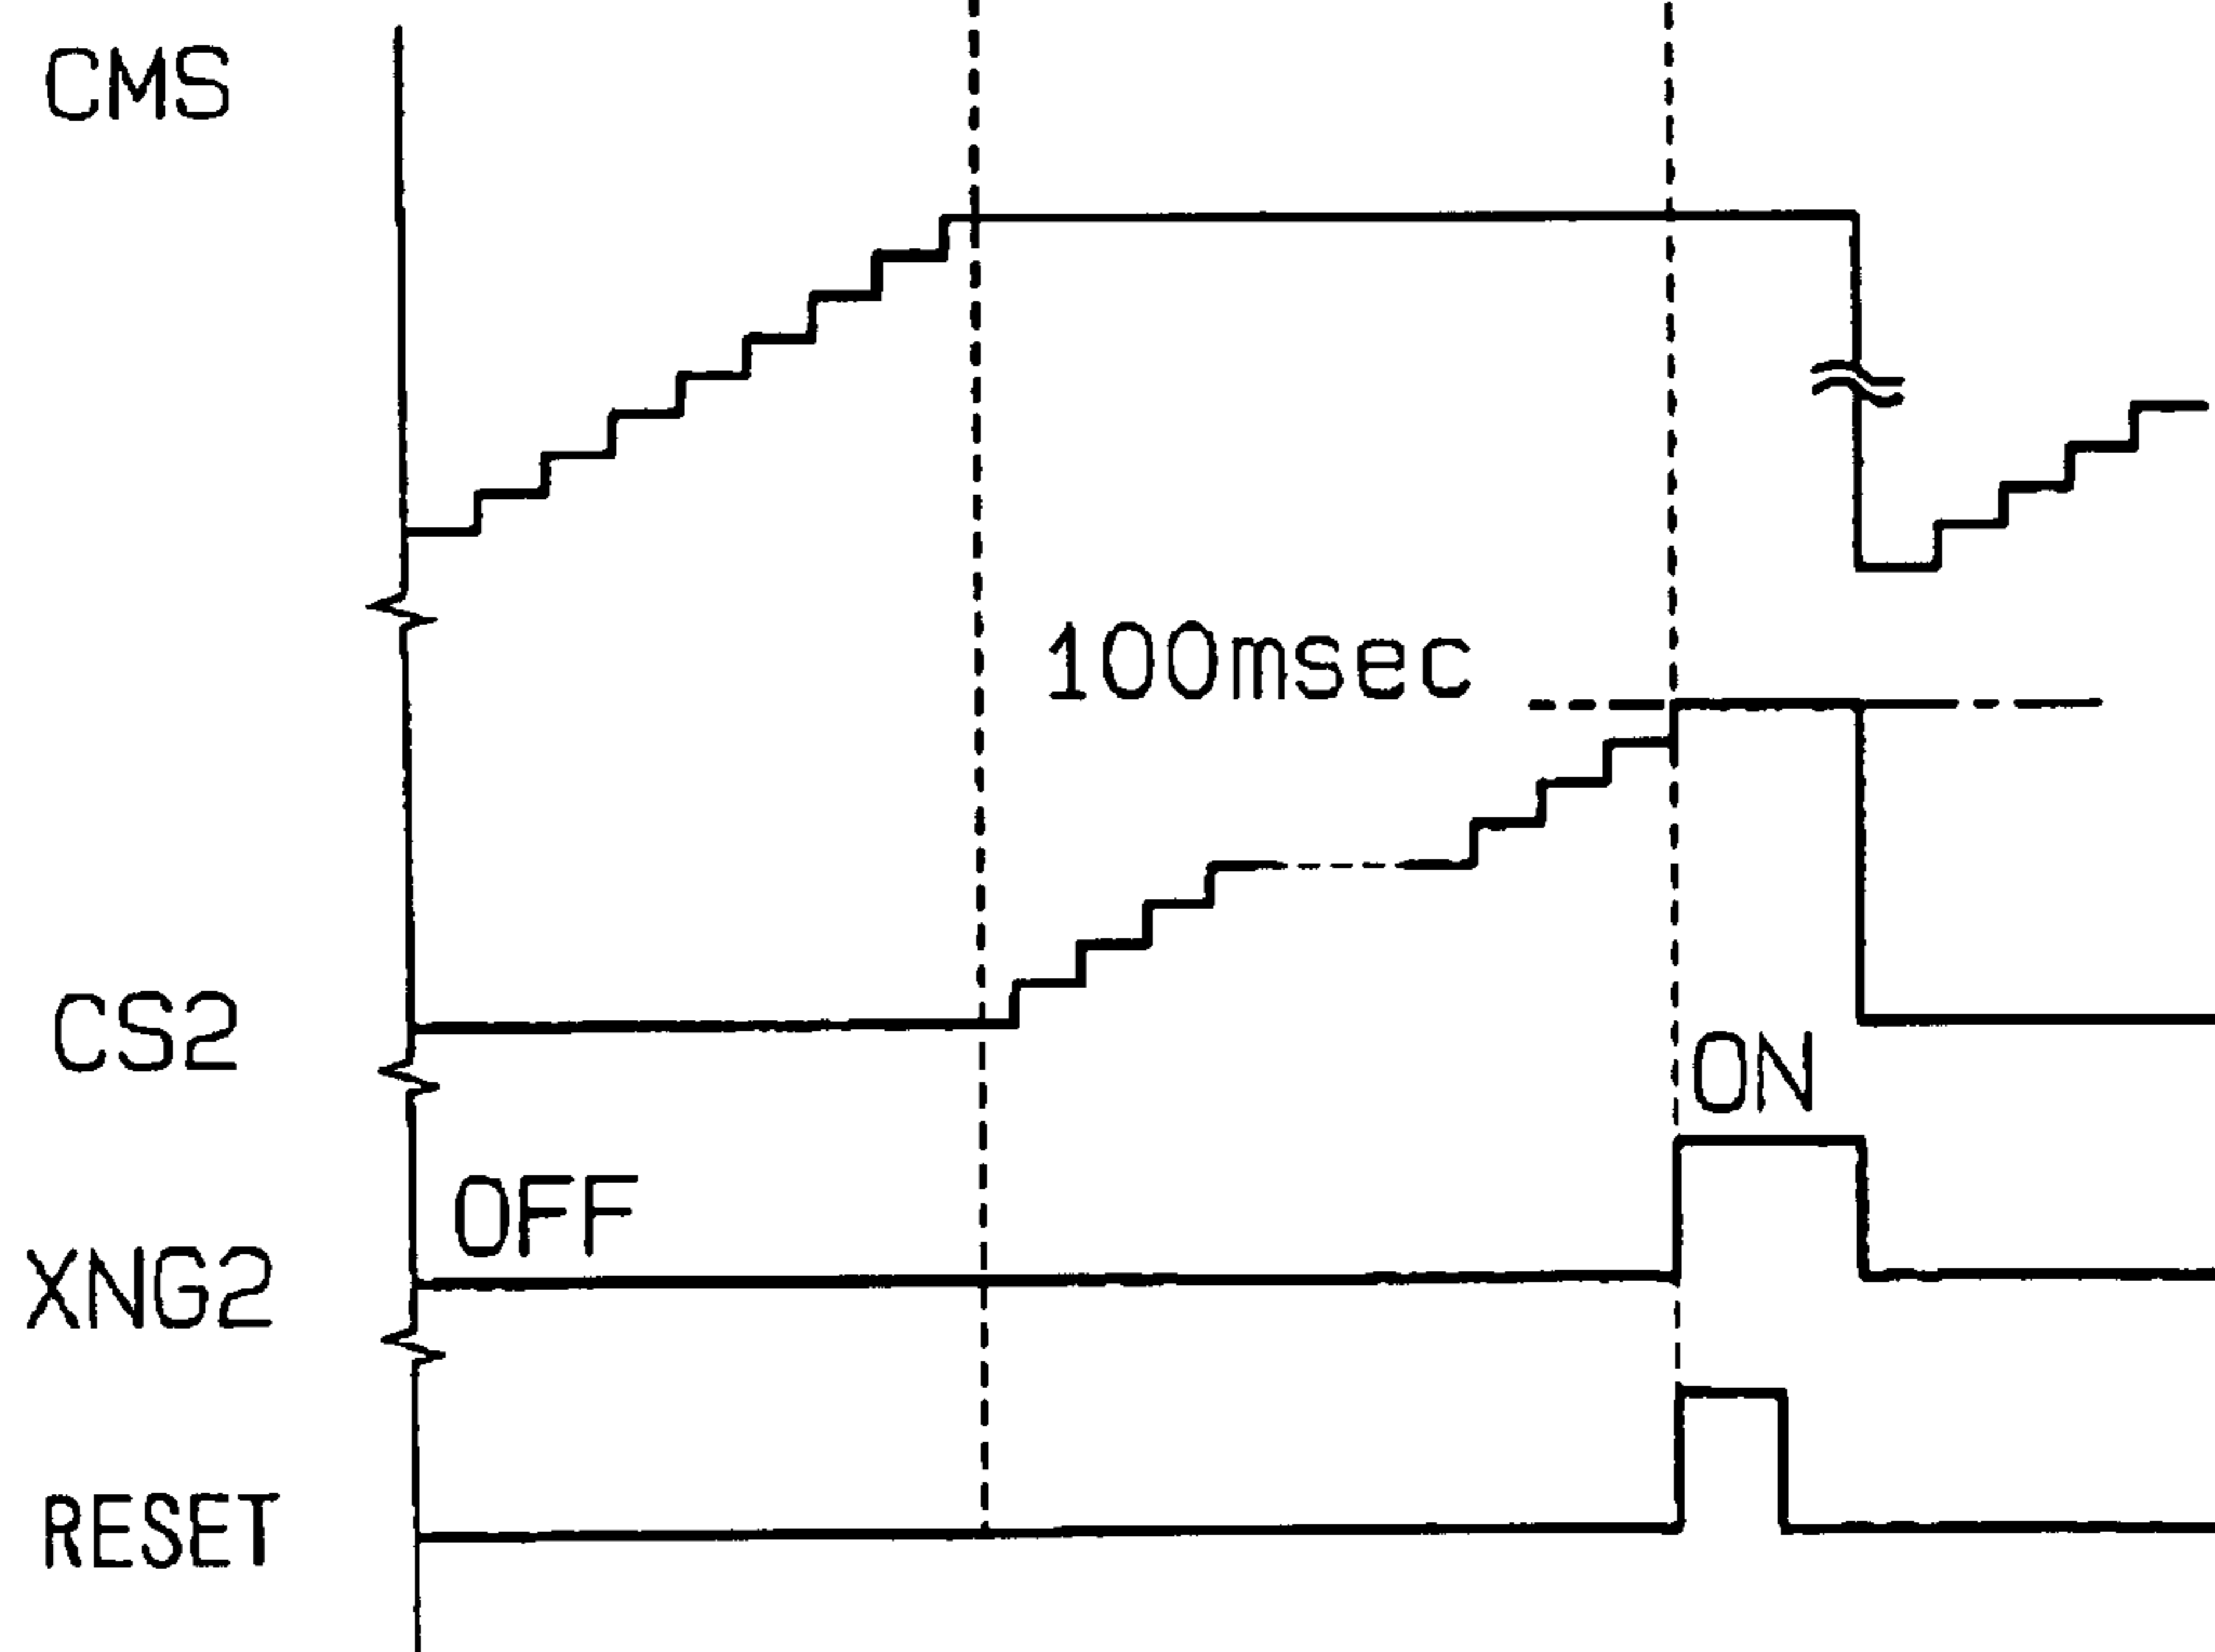 CMS
100msec
CS2
ON
OFF
XNG2
RESET